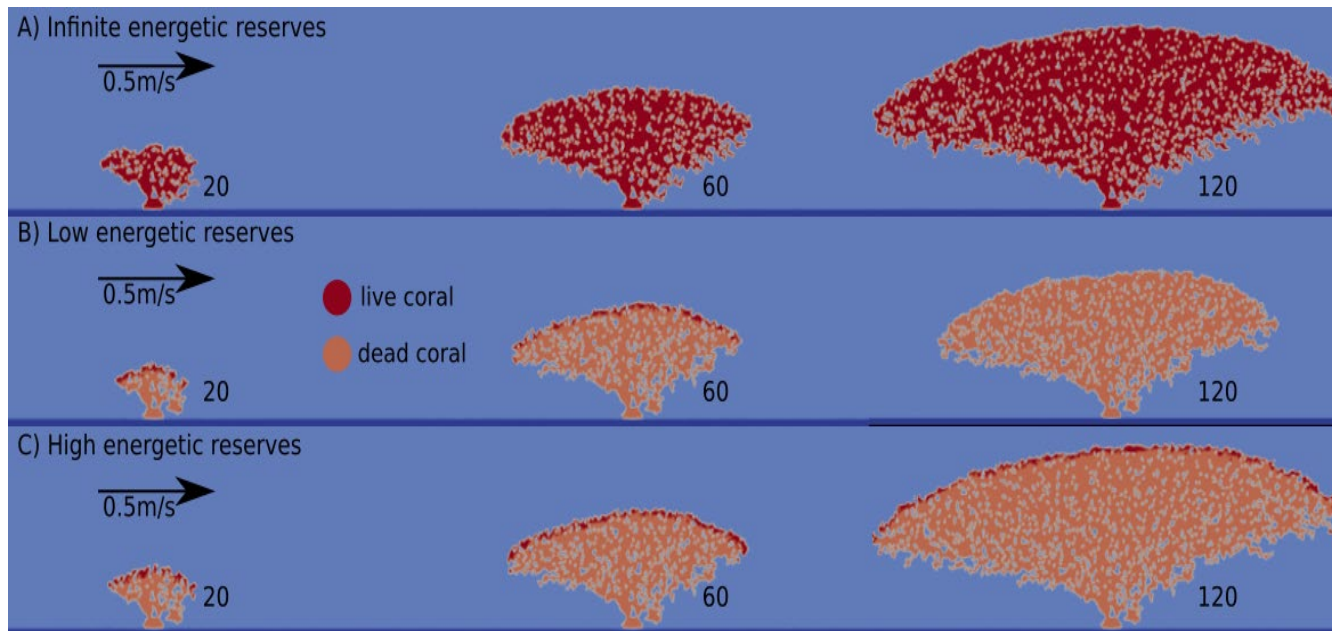 A) Infinite energetic reserves
0.5m/s
20
60
120
B) Low energetic reserves
0.5m/s
live coral
dead coral
20
60
120
C) High energetic reserves
0.5m/s
20
60
120